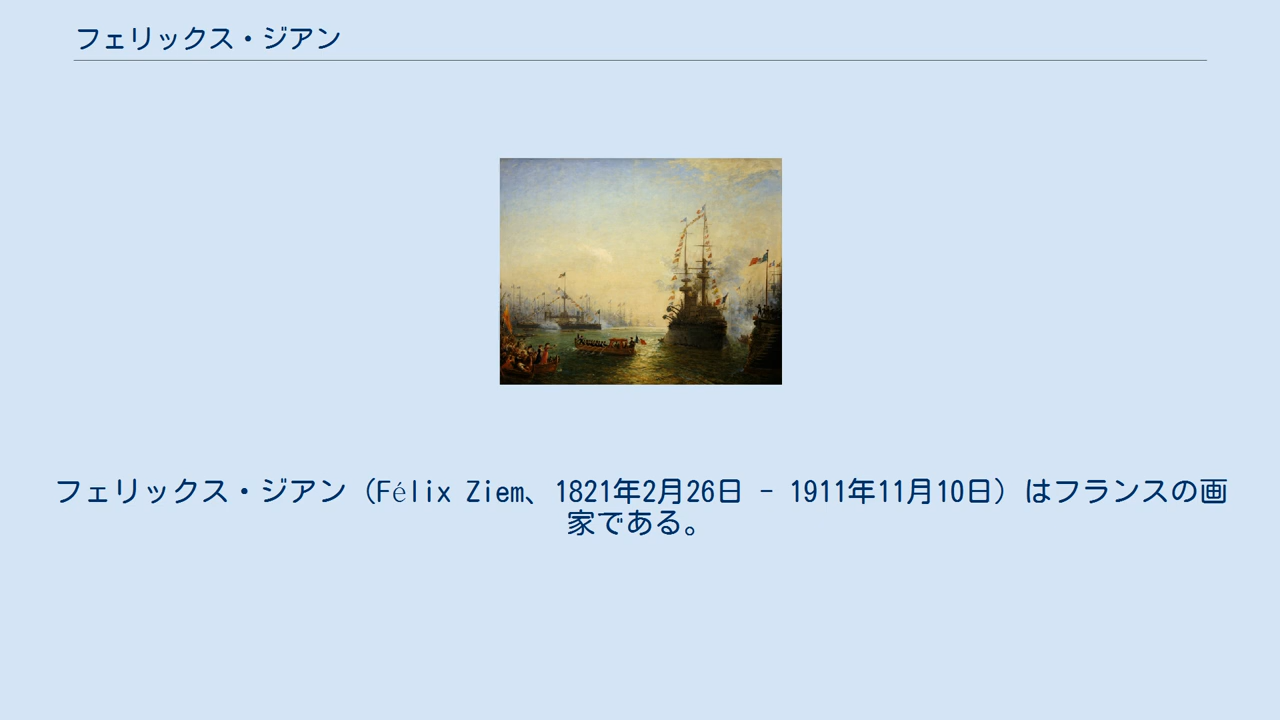 フェリックス・ジアン
フェリックス・ジアン（Félix Ziem、1821年2月26日 - 1911年11月10日）はフランスの画
家である。